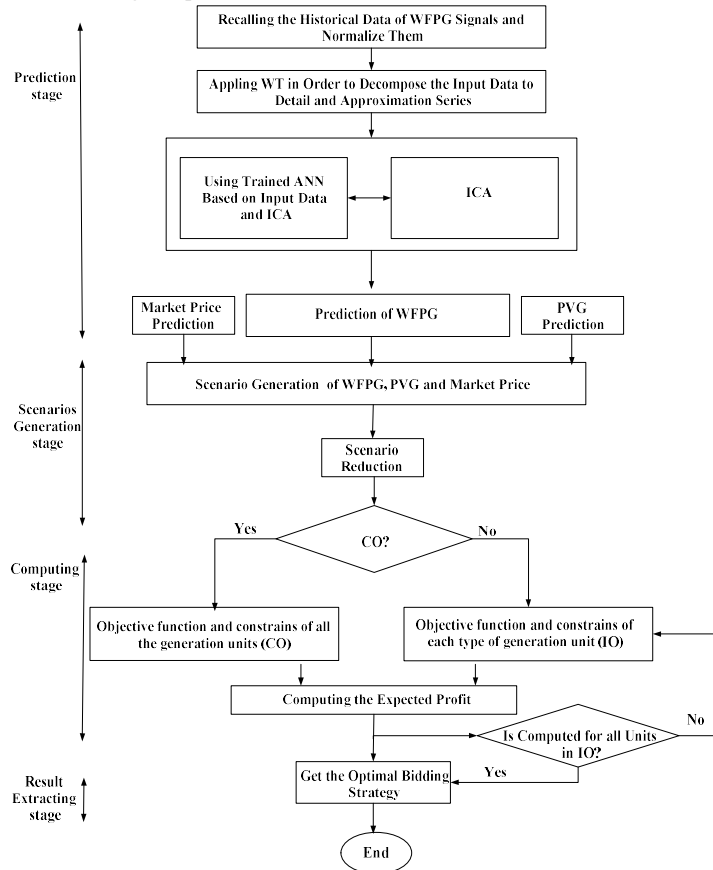 Recalling the Historical Data of WFPG Signals and
Normalize Them
Prediction
stage
Appling WT in Order to Decompose the Input Data to
Detail and Approximation Series
Using Trained ANN
Based on Input Data
and ICA
ICA
Market Price
Prediction
Prediction of WFPG
PVG
Prediction
Scenario Generation of WFPG, PVG and Market Price
Scenarios
Generation
stage
Scenario
Reduction
Yes
CO?
No
Computing
stage
Objective function and constrains of all
the generation units (CO)
Objective function and constrains of
each type of generation unit (IO)
Computing the Expected Profit
Is Computed for all Units
in IO?
No
Yes
Result
Extracting
stage
Get the Optimal Bidding
Strategy
End